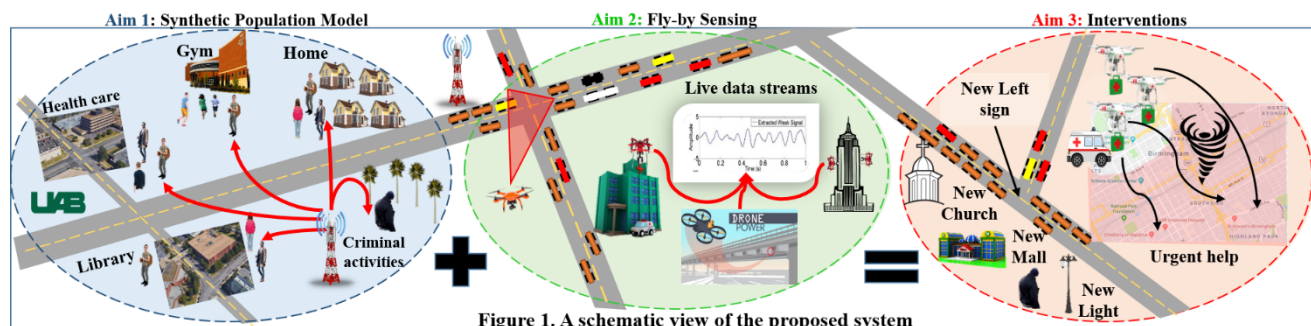 Aim 1: Synthetic Population Model
Aim 2: Fly-by Sensing
Aim 3: Interventions
Gym
Home
Health care
UAB
Library
Criminal
activities
Live data streams
Extracted Weak Signal
Amplitude
Time (s)
DRONE
POWER
New Left
sign
New
Church
New
Mall
New
Light
Birmingham
Urgent help
Figure 1. A schematic view of the proposed system